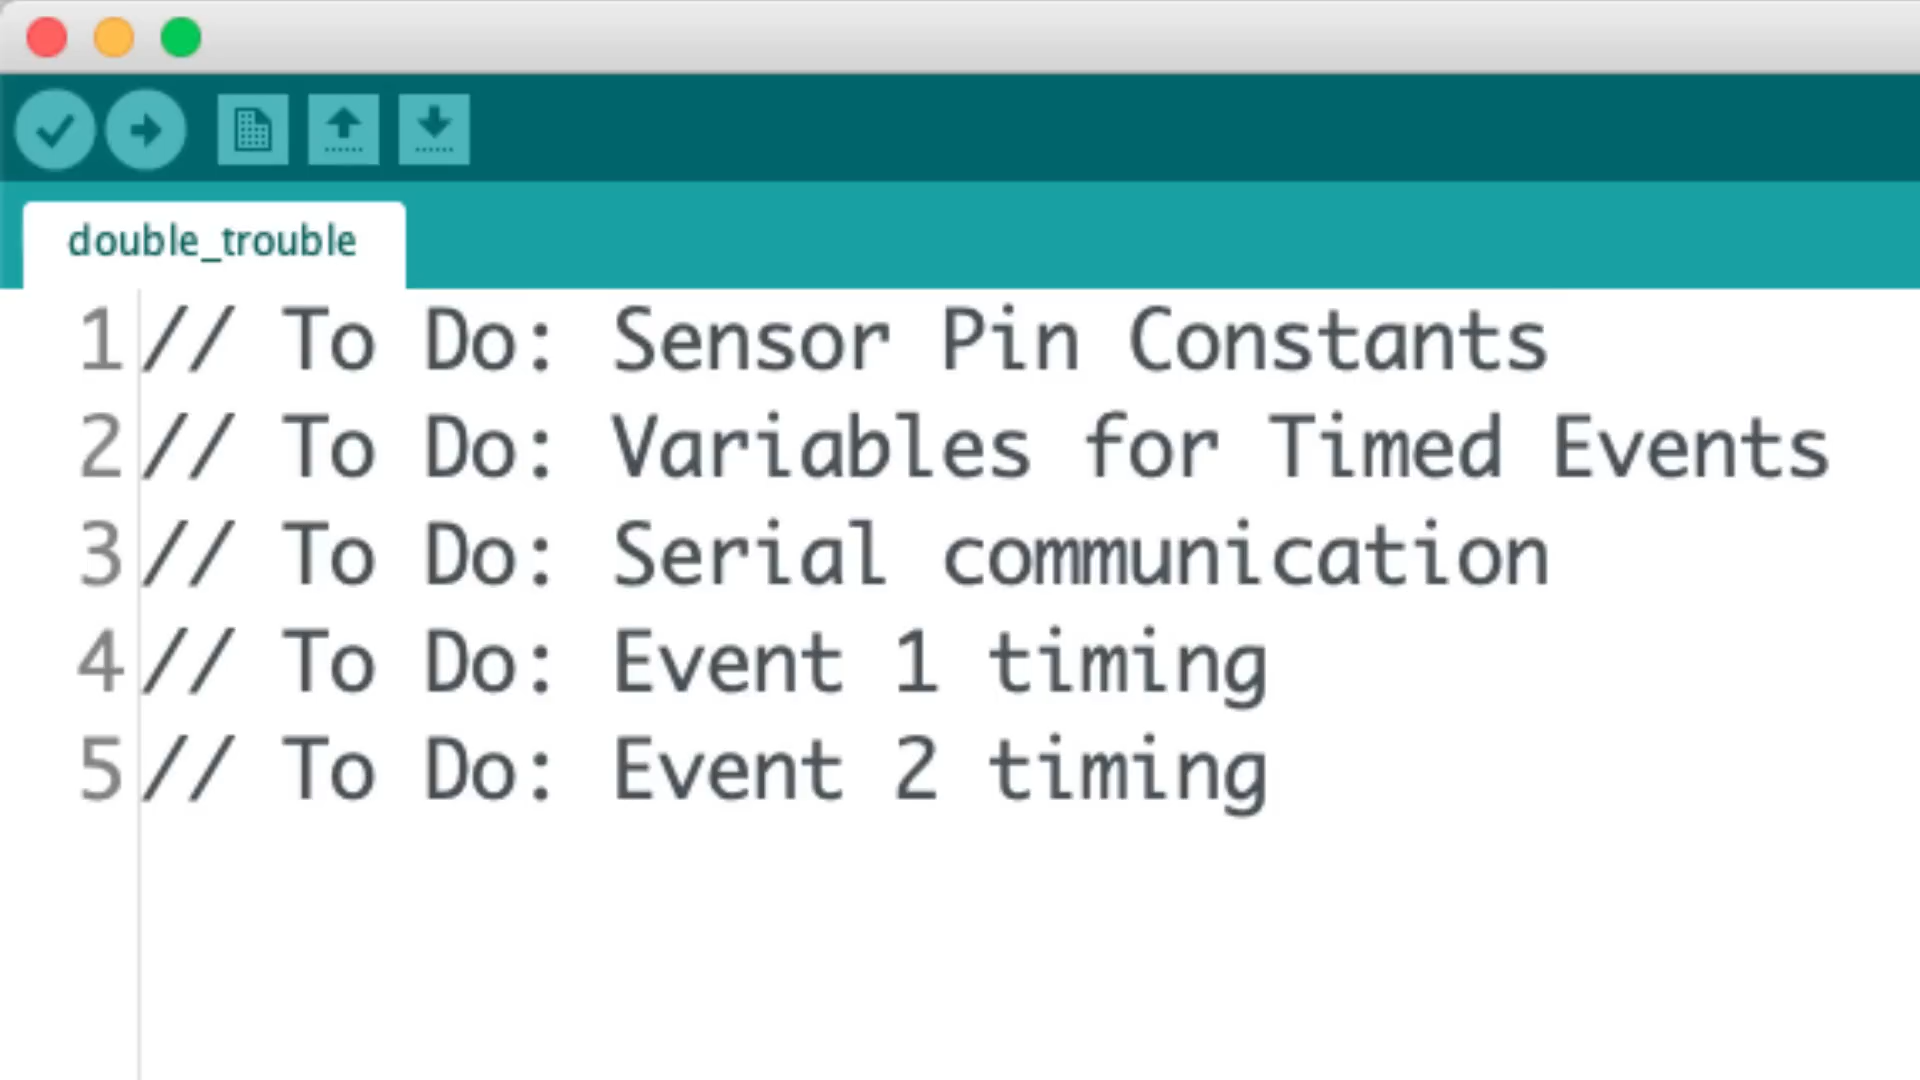 double_trouble
1// To Do: Sensor Pin Constants
2// To Do: Variables for Timed Events
3// To Do: Serial communication
4// To Do: Event 1 timing
5// To Do: Event 2 timing